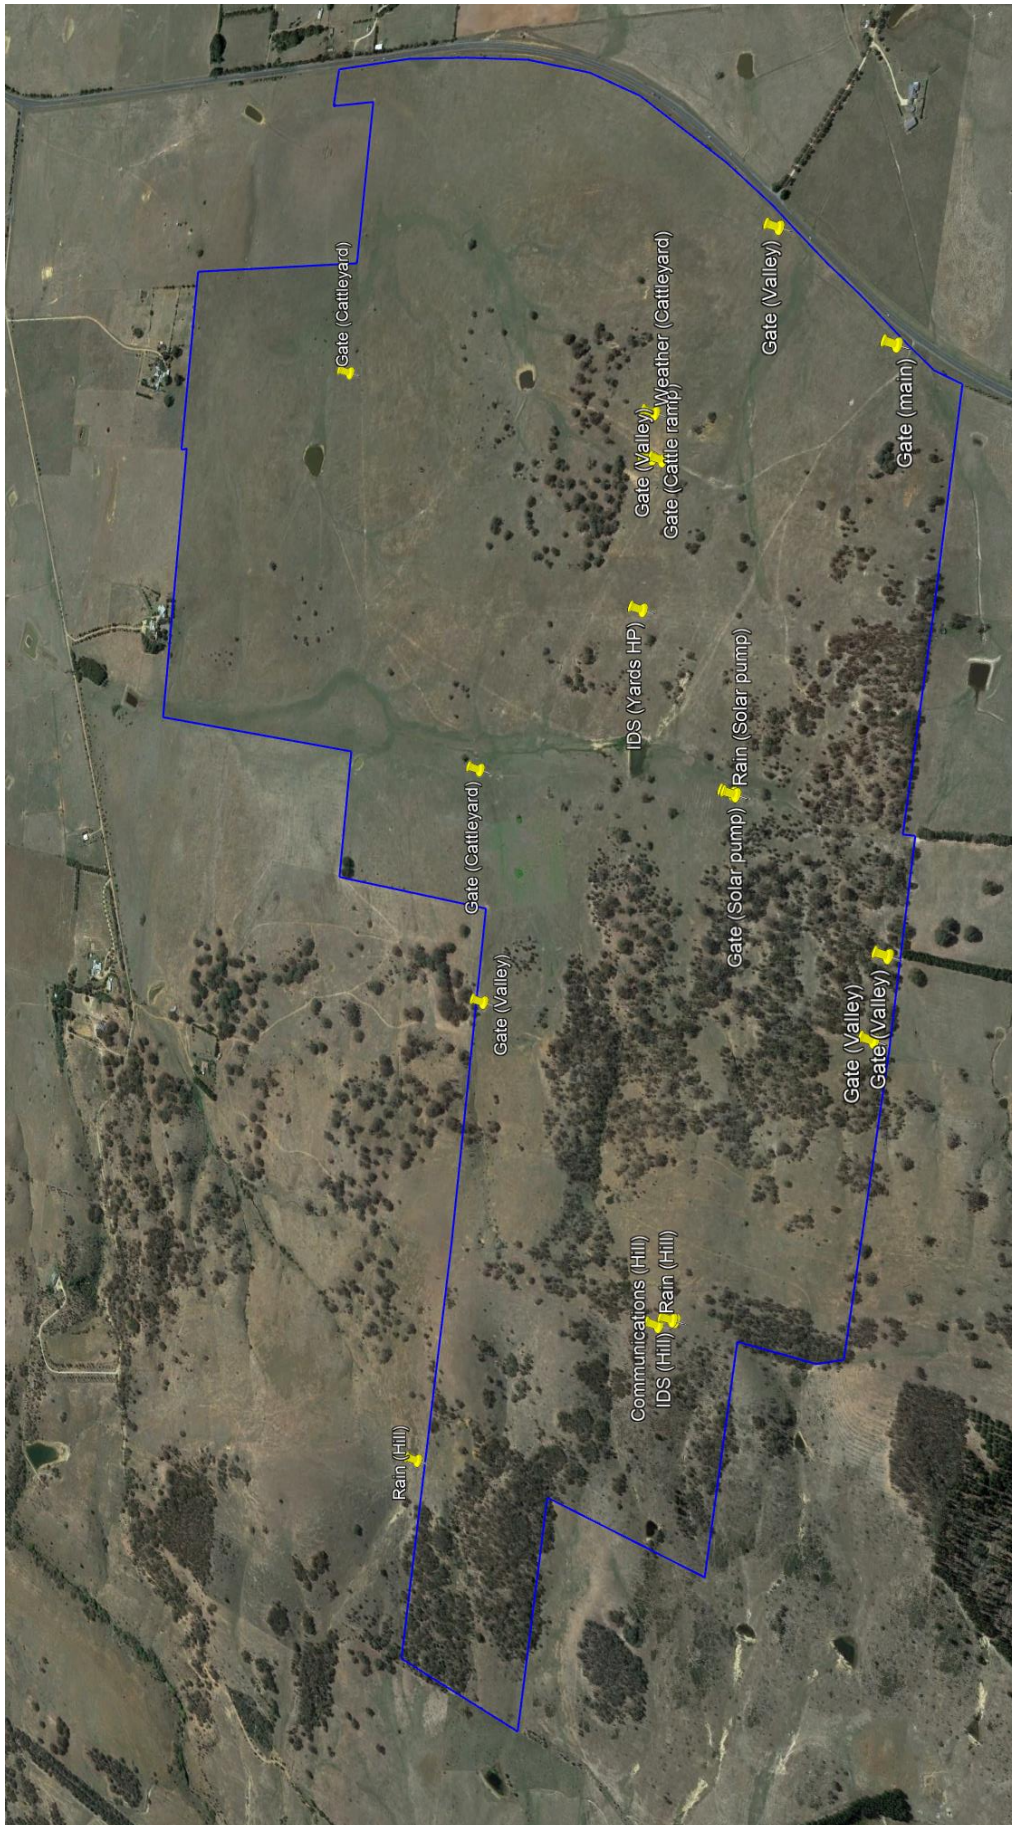 Gate (Cattleyard)
Weather (Cattleyard)
Gate (Valley)
Gate (Valley)
Gate (Cattle ramp)
Gate (main)
IDS (Yards HP)
Rain (Solar pump)
Gate (Cattleyard)
Gate (Solar pump)
Gate (Valley)
Gate (Valley)
Gate (Valley)
Communications (Hill)
Rain (Hill)
IDS (Hill)
Rain (Hill)